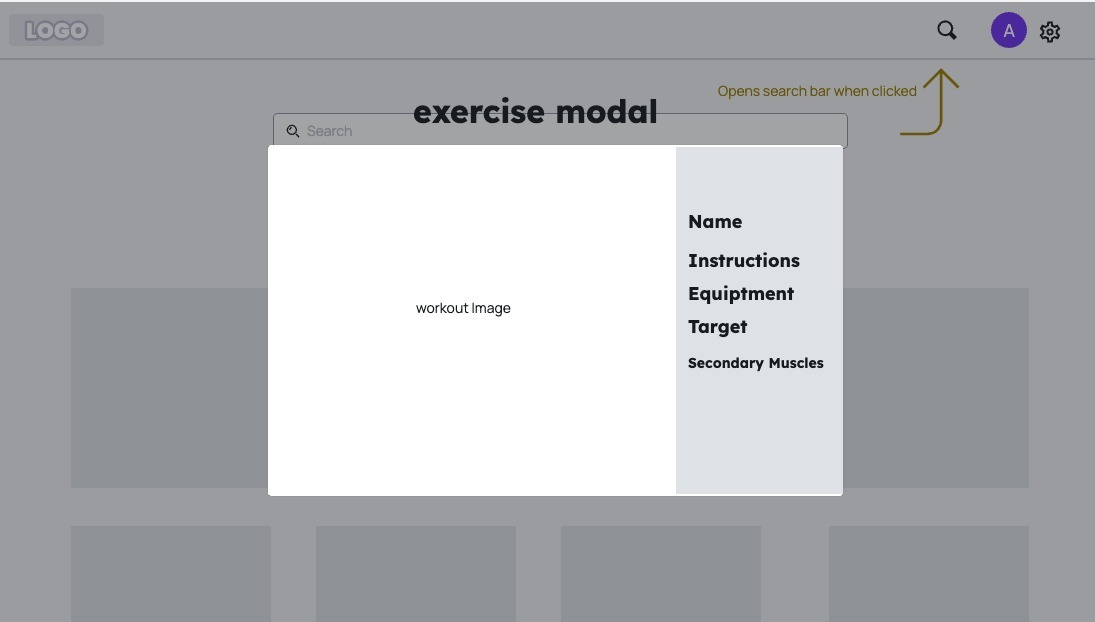 LOGO
A
Opens search bar when clicked
exercise modal
Search
workout Image
Name
Instructions
Equiptment
Target
Secondary Muscles